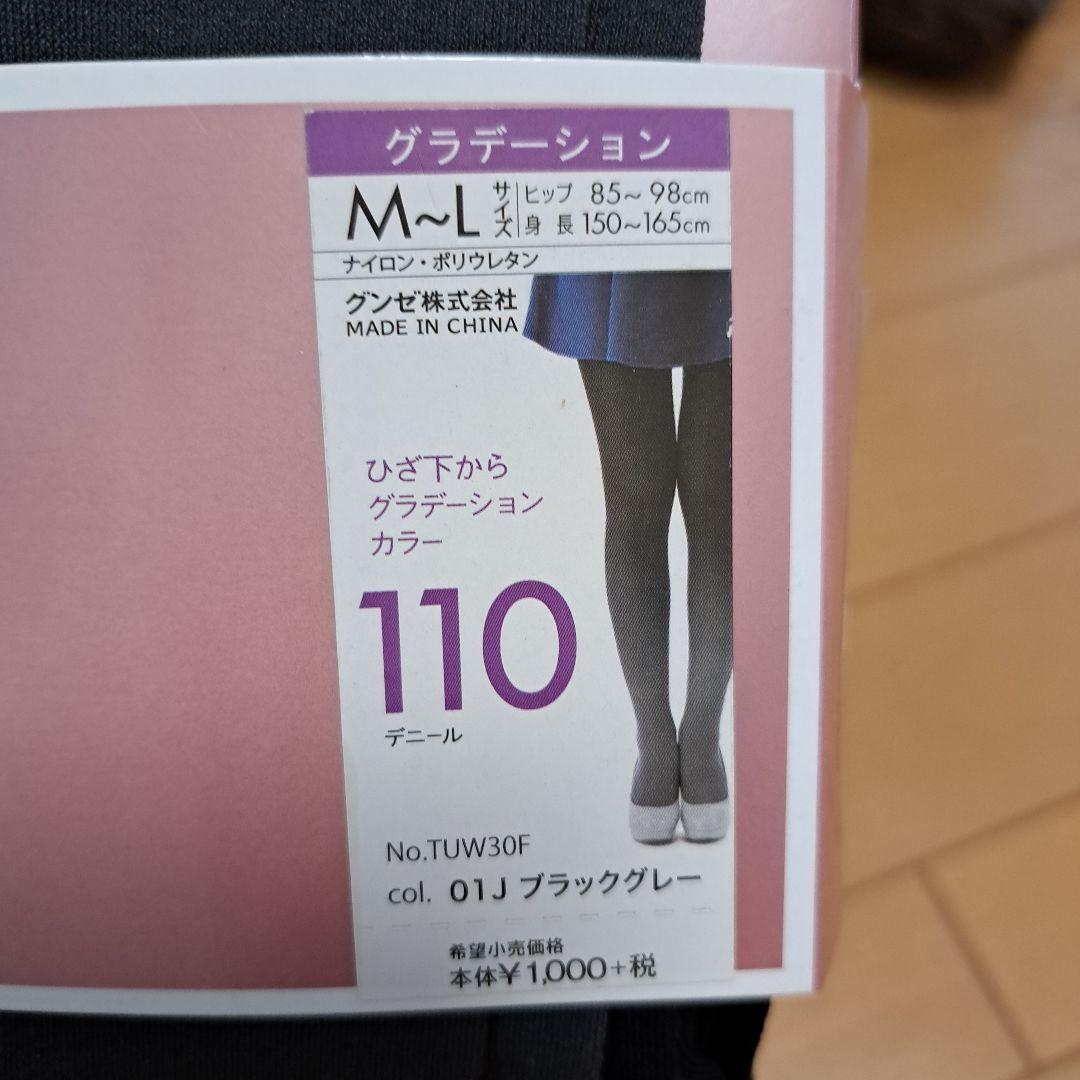 グラデーション
M~L サイズ ヒップ 85~98cm
身長 150~165cm
ナイロン・ポリウレタン
グンゼ株式会社
MADE IN CHINA
ひざ下から
グラデーション
カラー
110
デニール
No.TUW30F
col. 01J ブラックグレー
希望小売価格
本体¥1,000+税